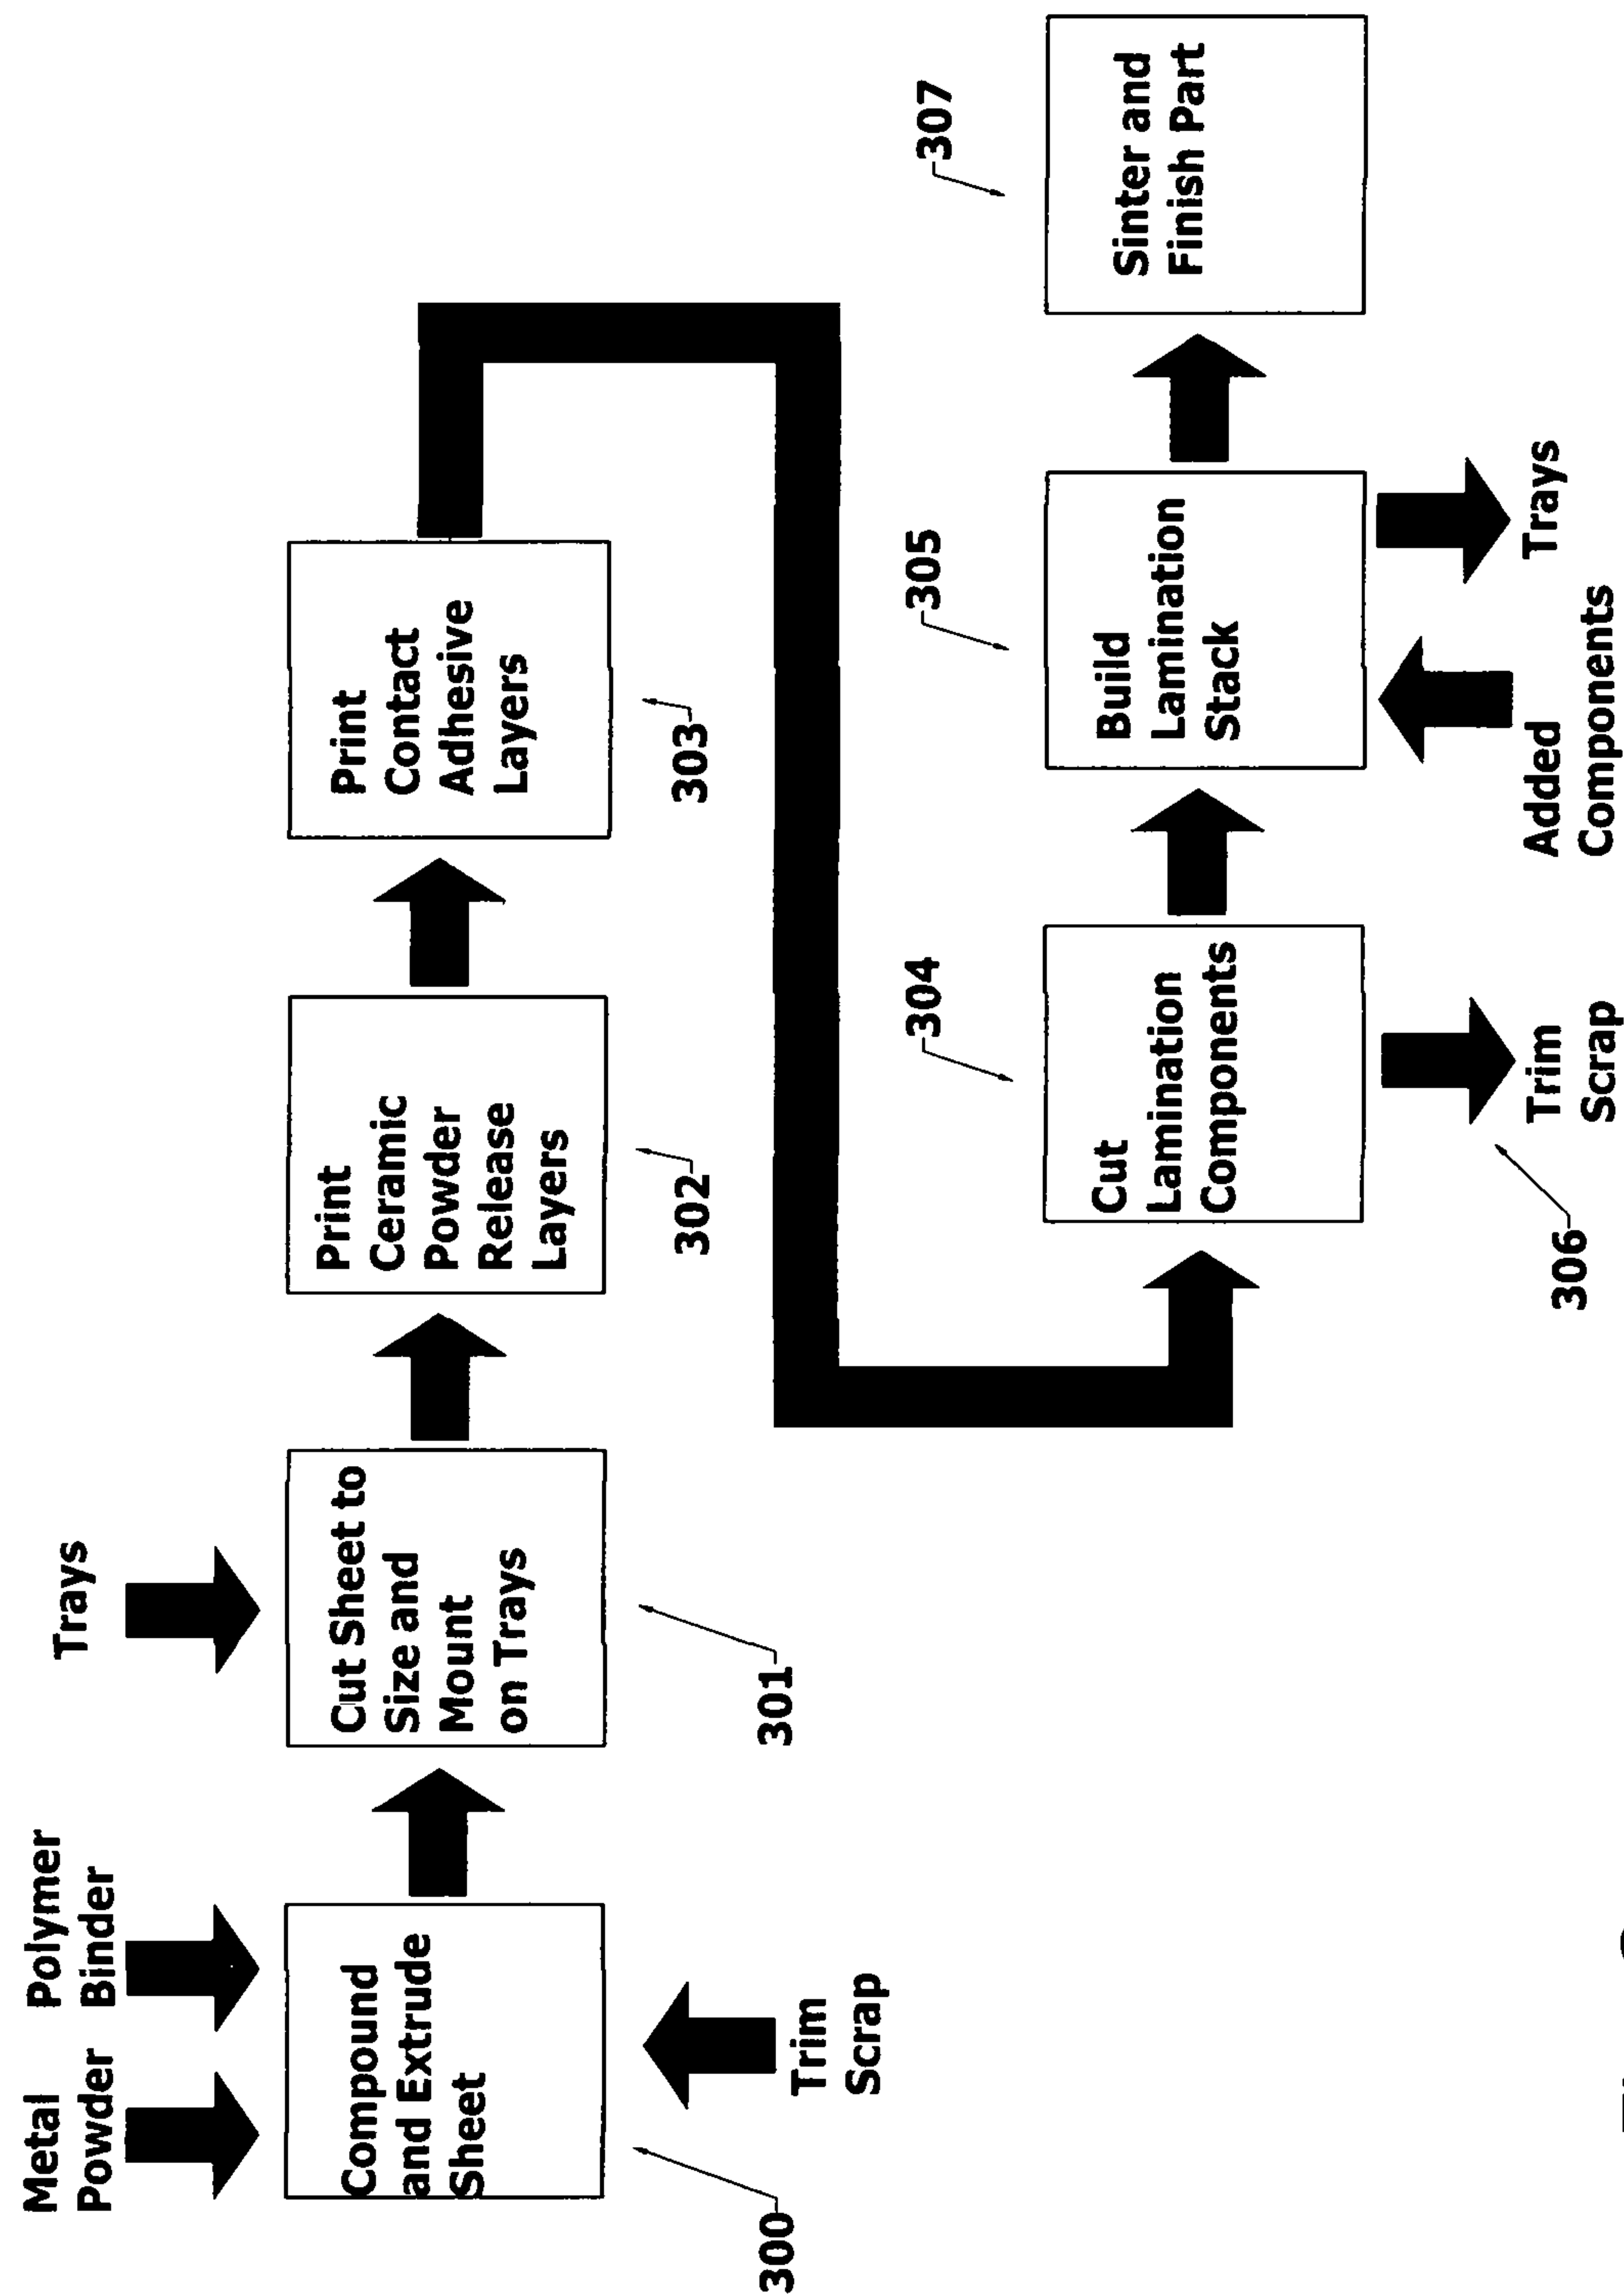 Metal
Powder
Polymer
Binder
Trays
Compound
and Extrude
Sheet
Cut Sheet to
Size and
Mount
on Trays
Print
Ceramic
Powder
Release
Layers
Print
Contact
Adhesive
Layers
300
Trim
Scrap
301
302
303
304
305
307
Cut
Lamination
Components
Build
Lamination
Stack
Sinter and
Finish Part
306
Trim
Scrap
Added
Components
Trays